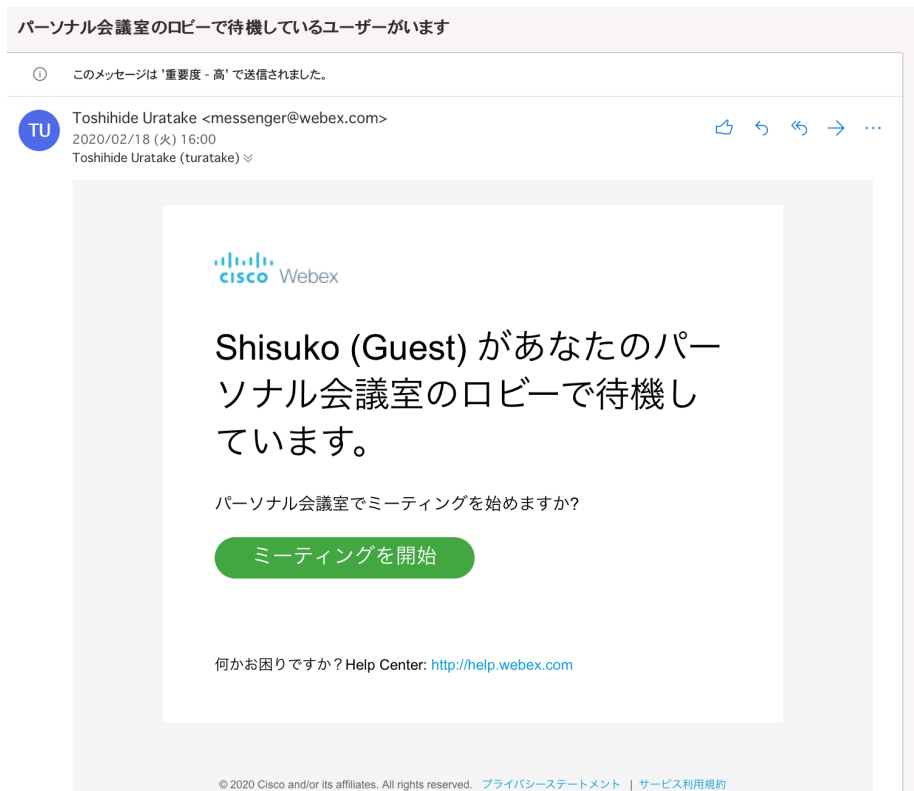 パーソナル会議室のロビーで待機しているユーザーがいます
このメッセージは '重要度 - 高' で送信されました。
TU
Toshihide Uratake <messenger@webex.com>
2020/02/18 (火) 16:00
Toshihide Uratake (turatake)
CISCO Webex
Shisuko (Guest) があなたのパー
ソナル会議室のロビーで待機し
ています。
パーソナル会議室でミーティングを始めますか?
ミーティングを開始
何かお困りですか？Help Center: http://help.webex.com
© 2020 Cisco and/or its affiliates. All rights reserved. プライバシーステートメント | サービス利用規約